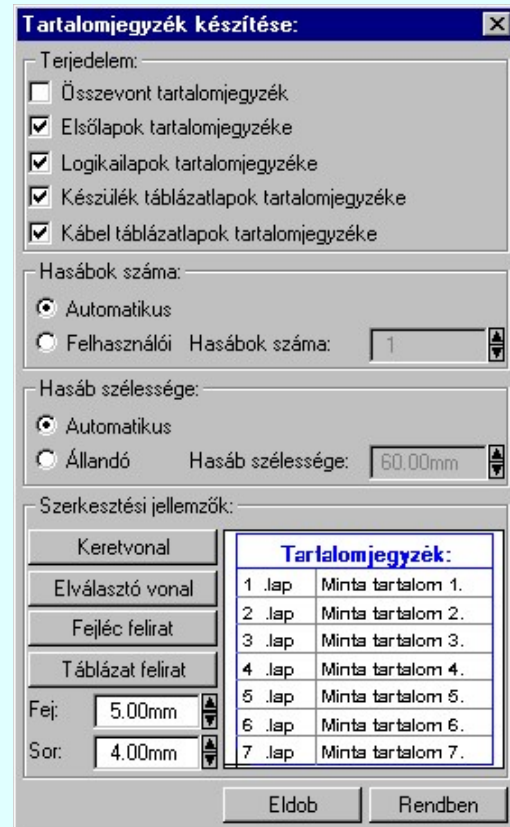 Tartalomjegyzék készítése:
Terjedelem:
Összevont tartalomjegyzék
Elsőlapok tartalomjegyzéke
Logikailapok tartalomjegyzéke
Készülék táblázatlapok tartalomjegyzéke
Kábel táblázatlapok tartalomjegyzéke
Hasábok száma:
Automatikus
Felhasználói Hasábok száma: 1
Hasáb szélessége:
Automatikus
Állandó Hasáb szélessége: 60.00mm
Szerkesztési jellemzők:
Keretvonal
Elválasztó vonal
Fejléc felirat
Táblázat felirat
Fej: 5.00mm
Sor: 4.00mm
Tartalomjegyzék:
1 .lap Minta tartalom 1.
2 .lap Minta tartalom 2.
3 .lap Minta tartalom 3.
4 .lap Minta tartalom 4.
5 .lap Minta tartalom 5.
6 .lap Minta tartalom 6.
7 .lap Minta tartalom 7.
Eldob Rendben